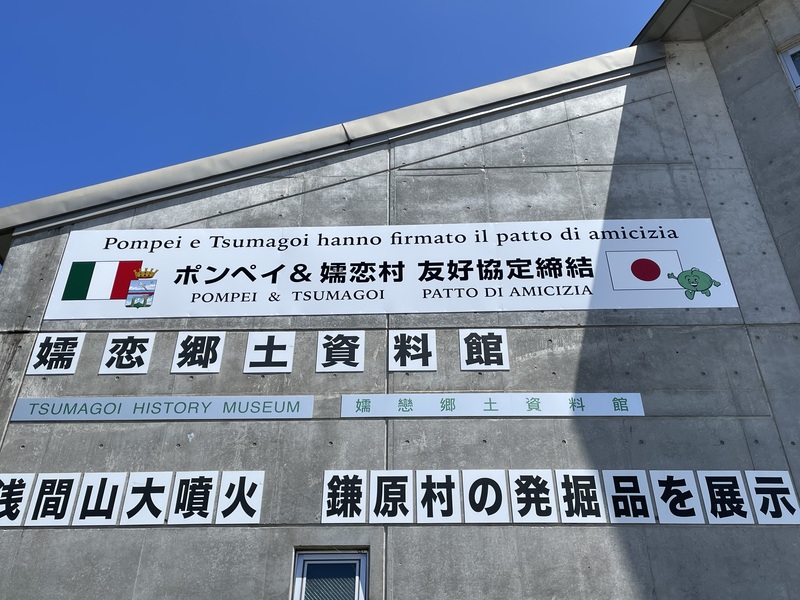 Pompei e Tsumagoi hanno firmato il patto di amicizia
ポンペイ&嬬恋村 友好協定締結
POMPEI & TSUMAGOI PATTO DI AMICIZIA
嬬恋郷土資料館
TSUMAGOI HISTORY MUSEUM 嬬戀郷土資料館
浅間山大噴火 鎌原村の発掘品を展示